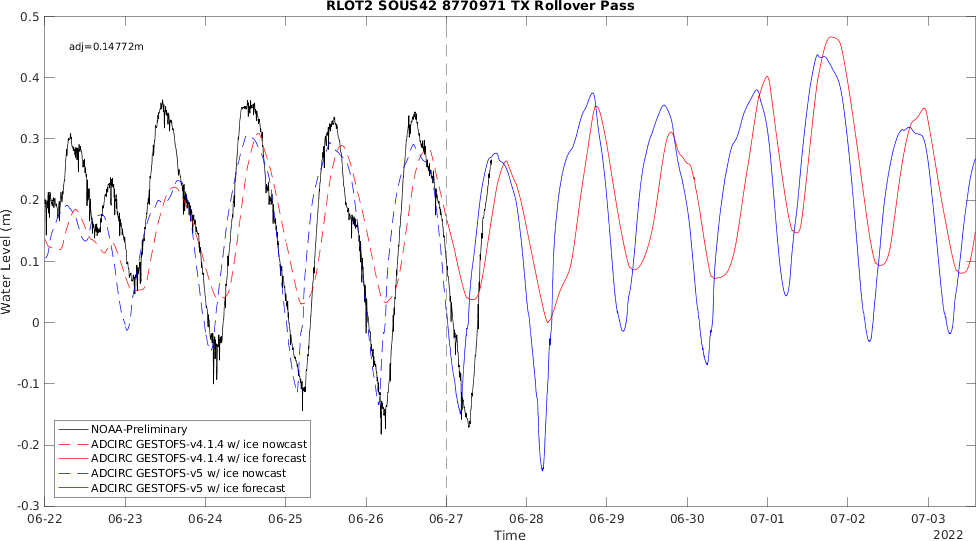 RLOT2 SOUS42 8770971 TX Rollover Pass
adj=0.14772m
0.5
0.4
0.3
0.2
0.1
0
-0.1
-0.2
-0.3
Water Level (m)
NOAA-Preliminary
ADCIRC GESTOFS-v4.1.4 w/ ice nowcast
ADCIRC GESTOFS-v4.1.4 w/ ice forecast
ADCIRC GESTOFS-v5 w/ ice nowcast
ADCIRC GESTOFS-v5 w/ ice forecast
06-22 06-23 06-24 06-25 06-26 06-27 06-28 06-29 06-30 07-01 07-02 07-03
Time
2022